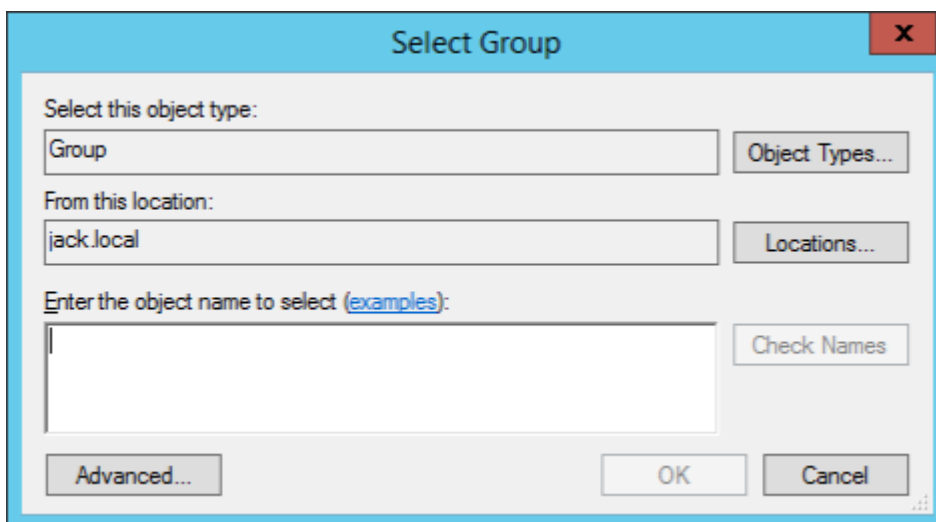 Select Group
x
Select this object type:
Group
Object Types...
From this location:
jack.local
Locations...
Enter the object name to select (examples):
Check Names
Advanced...
OK
Cancel